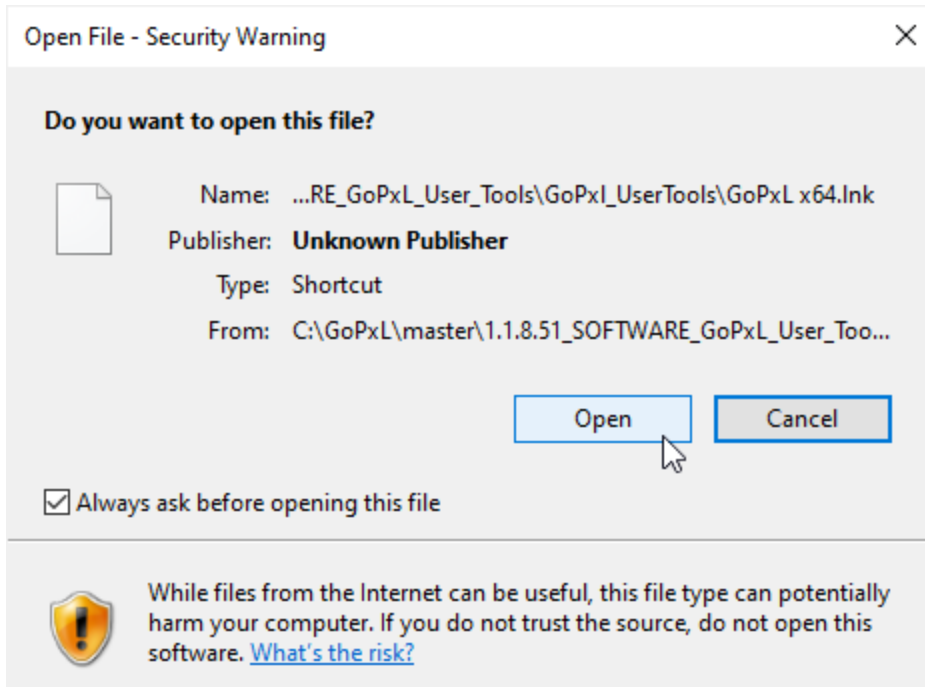 Open File - Security Warning
Do you want to open this file?
Name: ...RE_GoPxL_User_Tools\GoPxl_UserTools\GoPxL x64.lnk
Publisher: Unknown Publisher
Type: Shortcut
From: C:\GoPxL\master\1.1.8.51_SOFTWARE_GoPxL_User_Too...
Open Cancel
Always ask before opening this file
While files from the Internet can be useful, this file type can potentially
harm your computer. If you do not trust the source, do not open this
software. What's the risk?